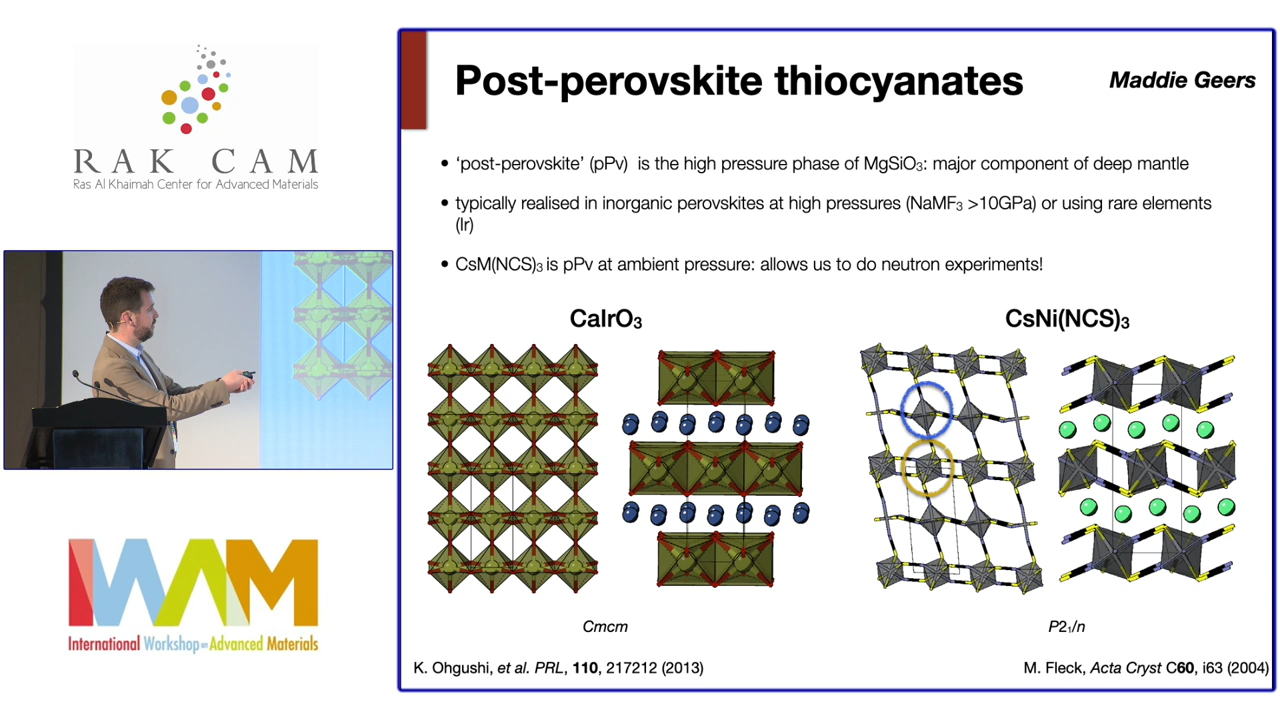 RAK CAM
Ras Al Khaimah Center for Advanced Materials
IWAM
International Workshop on Advanced Materials
Post-perovskite thiocyanates
Maddie Geers
• ‘post-perovskite’ (pPv) is the high pressure phase of MgSiO₃: major component of deep mantle
• typically realised in inorganic perovskites at high pressures (NaMF₃ >10GPa) or using rare elements
(Ir)
• CsM(NCS)₃ is pPv at ambient pressure: allows us to do neutron experiments!
CaIrO₃
CsNi(NCS)₃
Cmcm
P2₁/n
K. Ohgushi, et al. PRL, 110, 217212 (2013)
M. Fleck, Acta Cryst C60, i63 (2004)